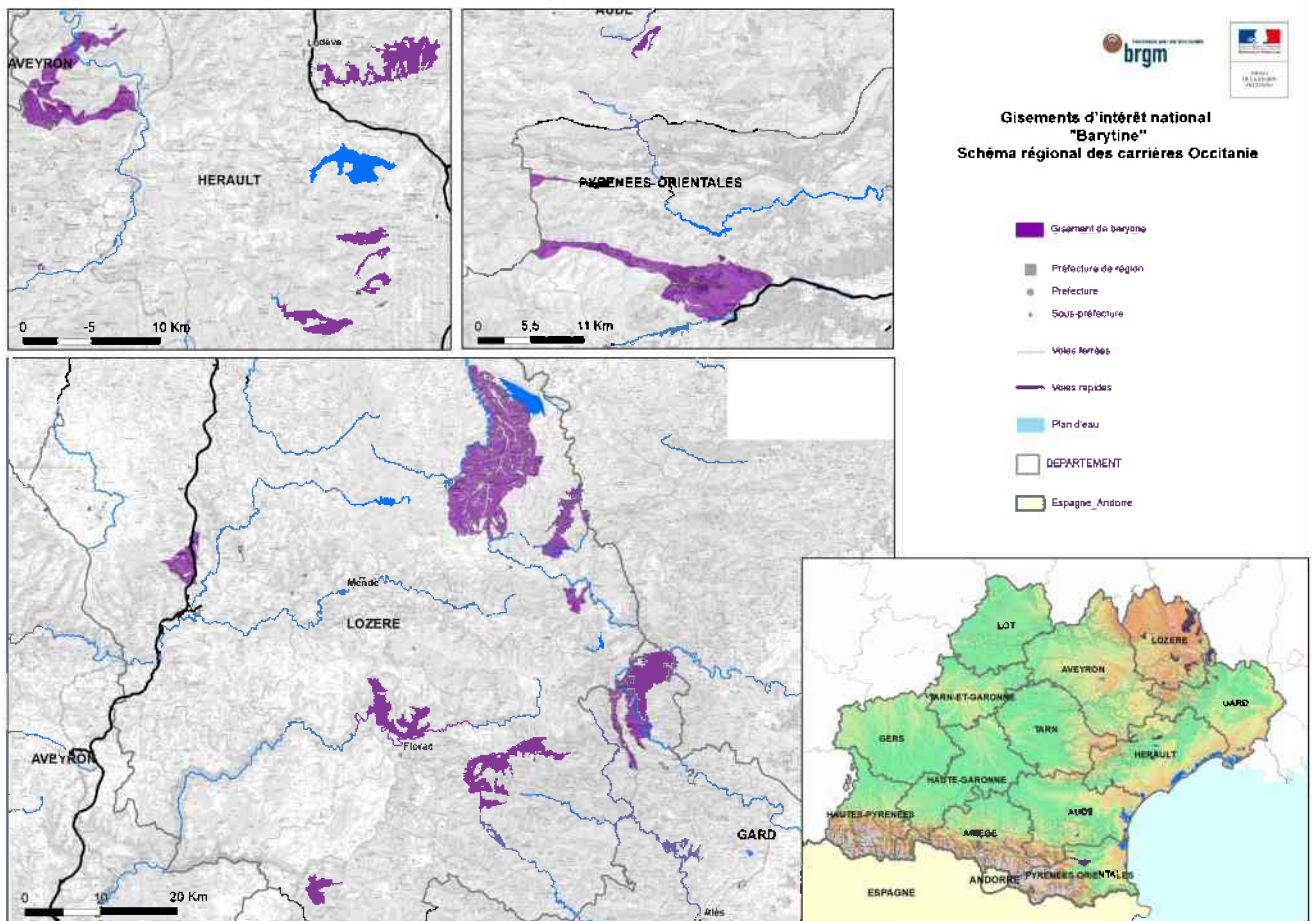 AUDE
Lodève
AVEYRON
HERAULT
0 -5 10 Km
PYRENEES-ORIENTALES
0 5,5 11 Km
brgm
Gisements d'intérêt national
"Barytine"
Schéma régional des carrières Occitanie
Gisement de barytine
Préfecture de région
Prefecture
Sous-préfecture
Voies ferrées
Voies rapides
Plan d'eau
DEPARTEMENT
Espagne_Andorre
Mende
LOZERE
Florac
AVEYRON
GARD
Alès
0 10 20 Km
LOT
LOZERE
AVEYRON
TARN-ET-GARONNE
GARD
TARN
GERS
HERAULT
HAUTE-GARONNE
AUDE
HAUTES-PYRENEES
ARIEGE
PYRENEES-ORIENTALES
ANDORRE
ESPAGNE